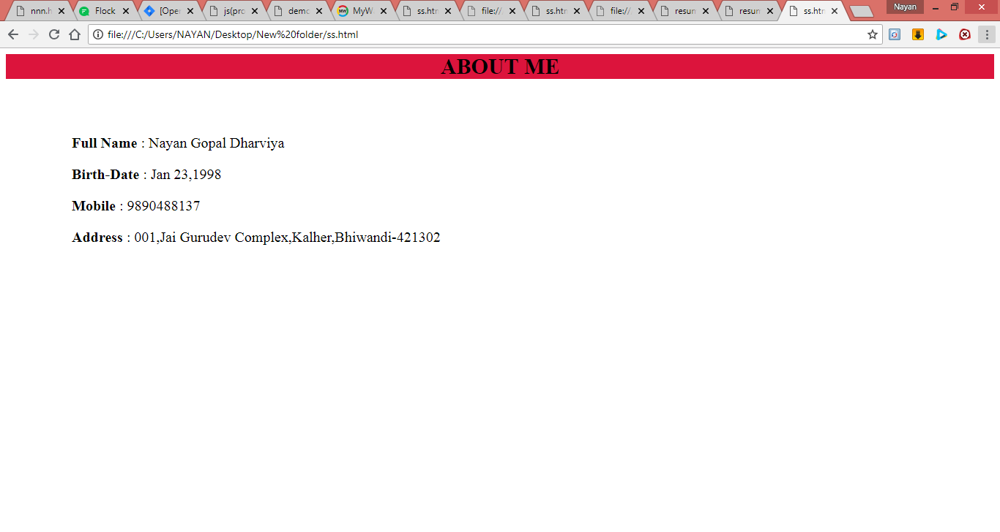 nnn.h Flock [Ope js(pro demo MyW ss.htr file:// ss.htr file:// resun resun ss.htr Nayan
file:///C:/Users/NAYAN/Desktop/New%20folder/ss.html
ABOUT ME
Full Name : Nayan Gopal Dharviya
Birth-Date : Jan 23,1998
Mobile : 9890488137
Address : 001,Jai Gurudev Complex,Kalher,Bhiwandi-421302